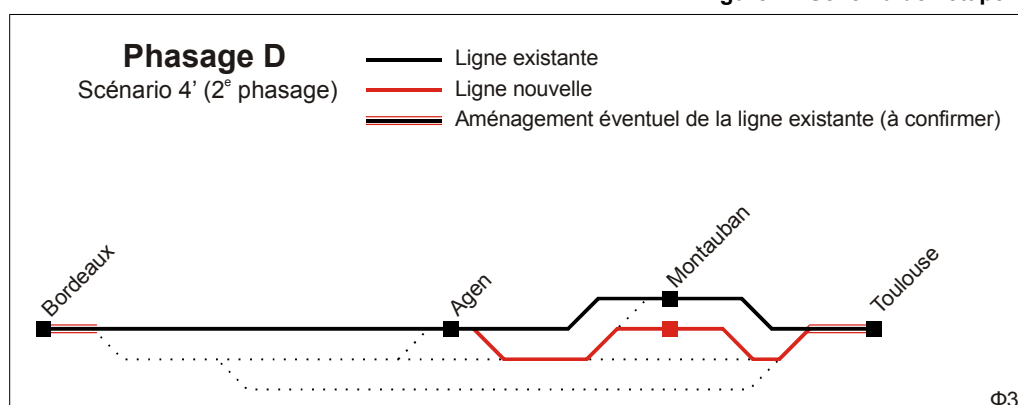 Phasage D
Scénario 4' (2e phasage)
Ligne existante
Ligne nouvelle
Aménagement éventuel de la ligne existante (à confirmer)
Bordeaux
Agen
Montauban
Toulouse
Φ3